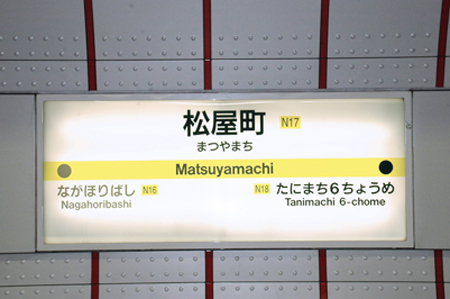 松屋町 N17
まつやまち
Matsuyamachi
ながほりばし N16
Nagahoribashi
N18 たにまち6ちょうめ
Tanimachi 6-chome